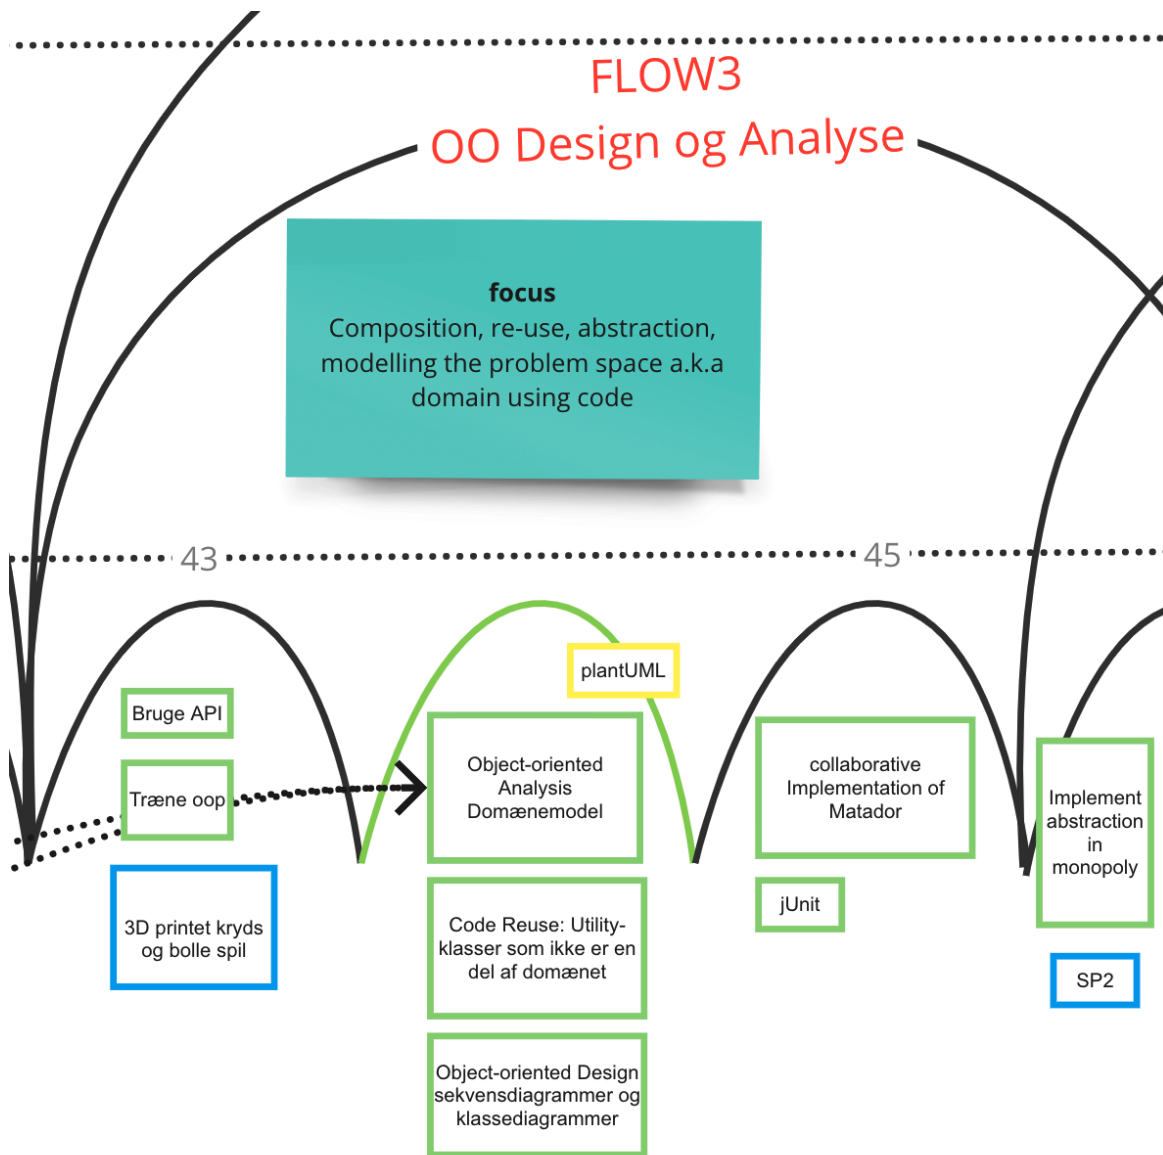 FLOW3
OO Design og Analyse
focus
Composition, re-use, abstraction,
modelling the problem space a.k.a
domain using code
43
45
plantUML
Bruge API
Træne oop
3D printet kryds
og bolle spil
Object-oriented
Analysis
Domænemodel
Code Reuse: Utility-
klasser som ikke er en
del af domænet
Object-oriented Design
sekvensdiagrammer og
klassediagrammer
collaborative
Implementation of
Matador
jUnit
Implement
abstraction
in
monopoly
SP2